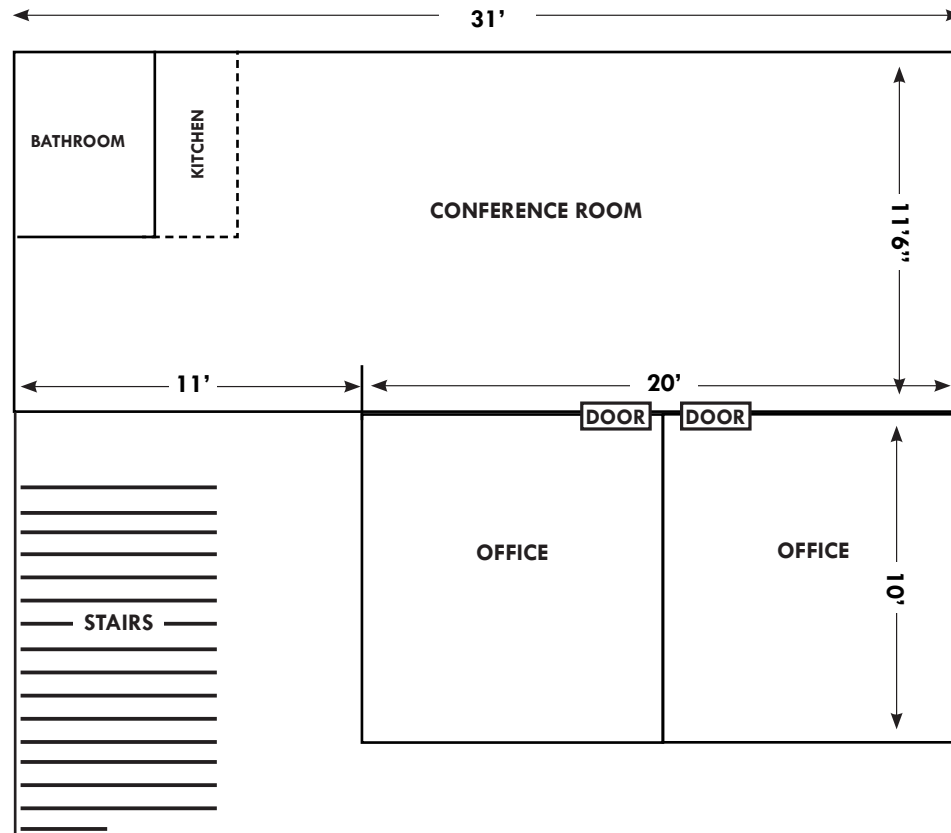 31’
BATHROOM
KITCHEN
CONFERENCE ROOM
11’6”
11’
20’
DOOR
DOOR
OFFICE
OFFICE
10’
STAIRS